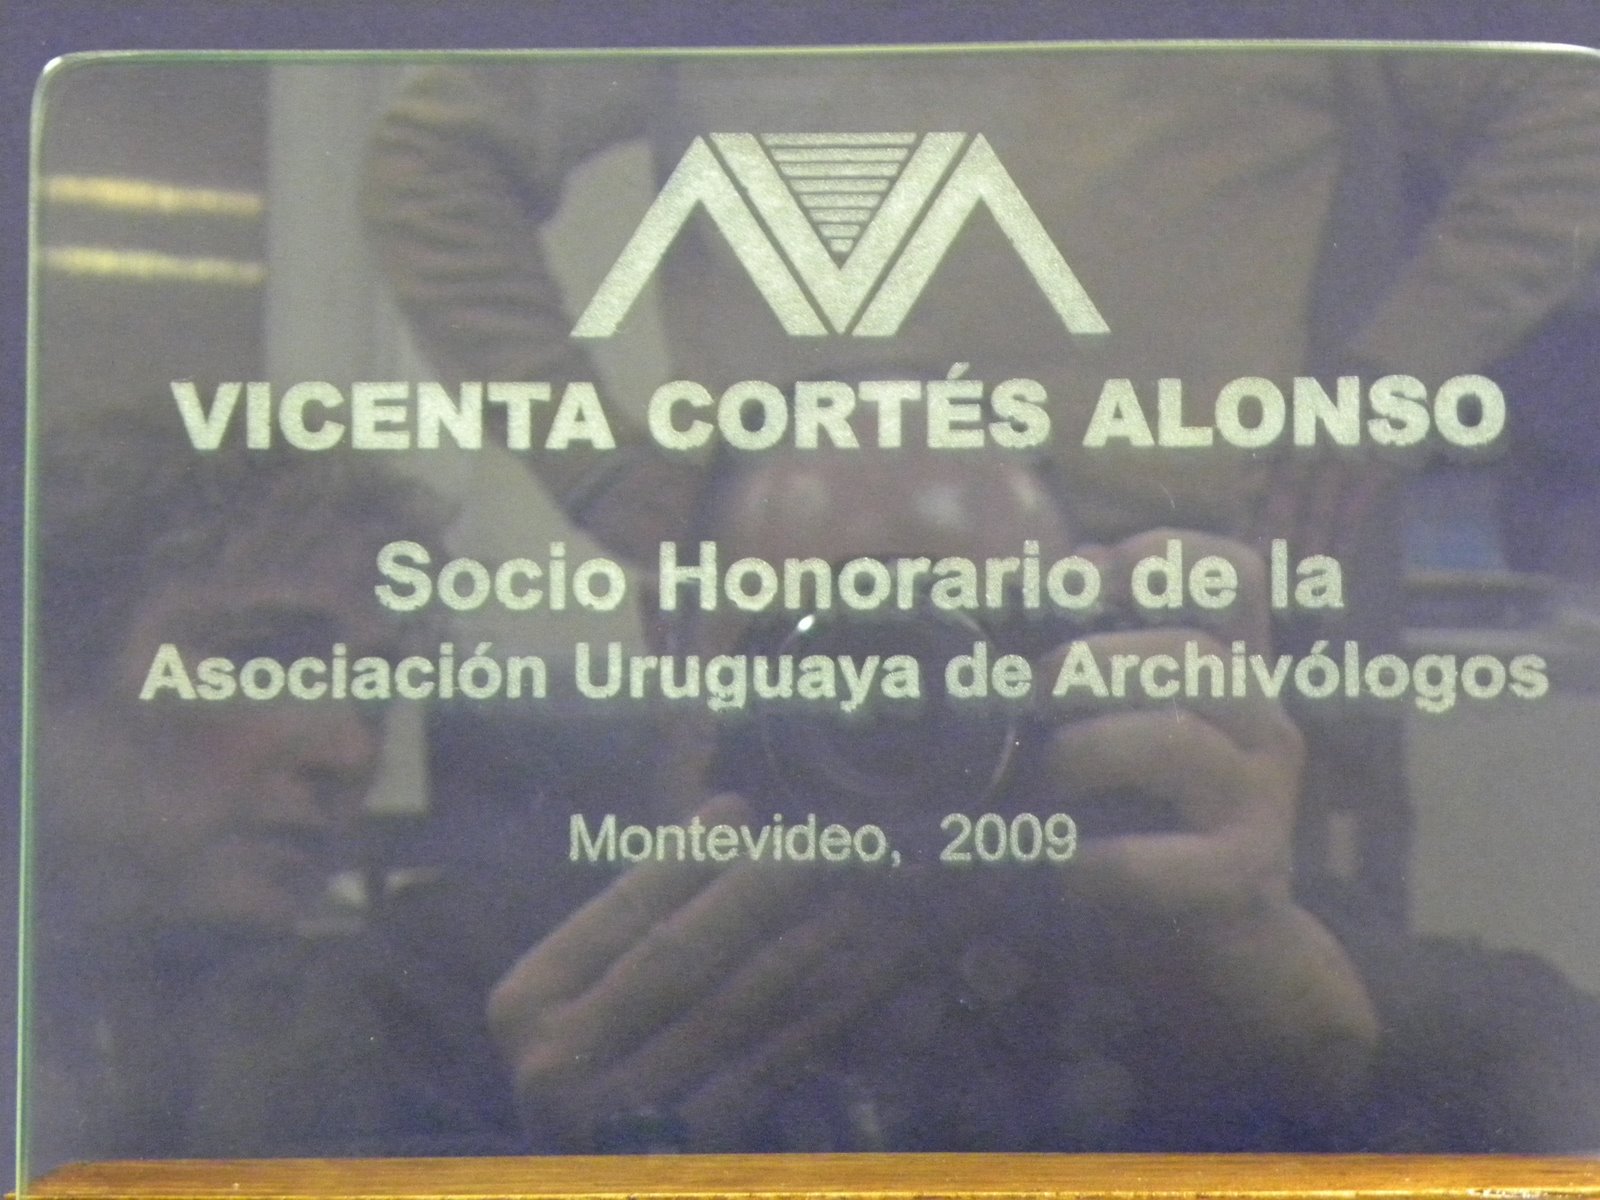 VICENTA CORTÉS ALONSO
Socio Honorario de la
Asociación Uruguaya de Archivólogos
Montevideo, 2009